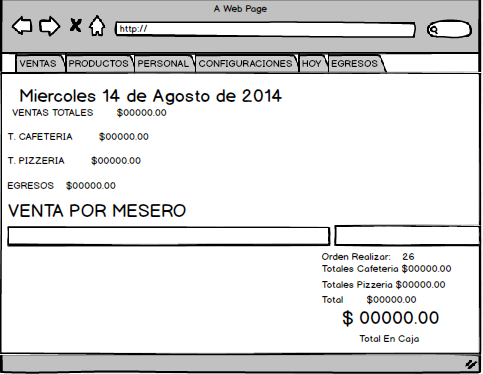 A Web Page
http://
VENTAS PRODUCTOS PERSONAL CONFIGURACIONES HOY EGRESOS
Miercoles 14 de Agosto de 2014
VENTAS TOTALES $00000.00
T. CAFETERIA $00000.00
T. PIZZERIA $00000.00
EGRESOS $00000.00
VENTA POR MESERO
Orden Realizar: 26
Totales Cafeteria $00000.00
Totales Pizzeria $00000.00
Total $00000.00
$ 00000.00
Total En Caja